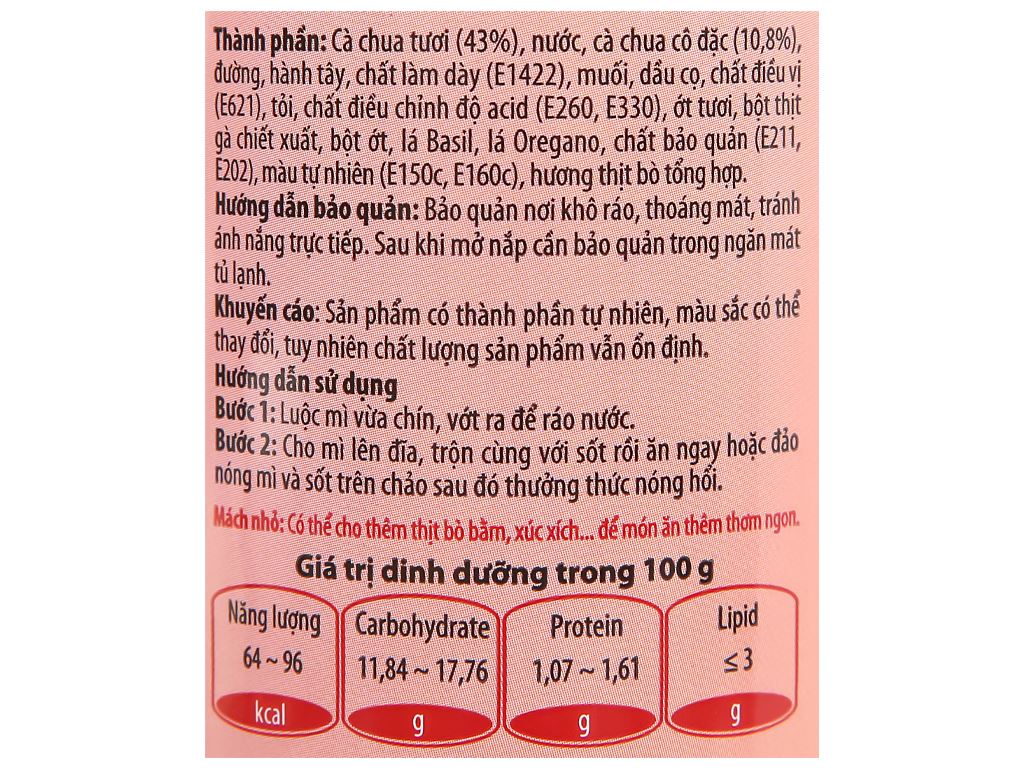 Thành phần: Cà chua tươi (43%), nước, cà chua cô đặc (10,8%),
đường, hành tây, chất làm dày (E1422), muối, dầu cọ, chất điều vị
(E621), tỏi, chất điều chỉnh độ acid (E260, E330), ớt tươi, bột thịt
gà chiết xuất, bột ớt, lá Basil, lá Oregano, chất bảo quản (E211,
E202), màu tự nhiên (E150c, E160c), hương thịt bò tổng hợp.
Hướng dẫn bảo quản: Bảo quản nơi khô ráo, thoáng mát, tránh
ánh nắng trực tiếp. Sau khi mở nắp cần bảo quản trong ngăn mát
tủ lạnh.
Khuyến cáo: Sản phẩm có thành phần tự nhiên, màu sắc có thể
thay đổi, tuy nhiên chất lượng sản phẩm vẫn ổn định.
Hướng dẫn sử dụng
Bước 1: Luộc mì vừa chín, vớt ra để ráo nước.
Bước 2: Cho mì lên đĩa, trộn cùng với sốt rồi ăn ngay hoặc đảo
nóng mì và sốt trên chảo sau đó thưởng thức nóng hổi.
Mách nhỏ: Có thể cho thêm thịt bò bằm, xúc xích... để món ăn thêm thơm ngon.
Giá trị dinh dưỡng trong 100 g
Năng lượng Carbohydrate Protein Lipid
64 ~ 96 11,84 ~ 17,76 1,07 ~ 1,61 ≤ 3
kcal g g g